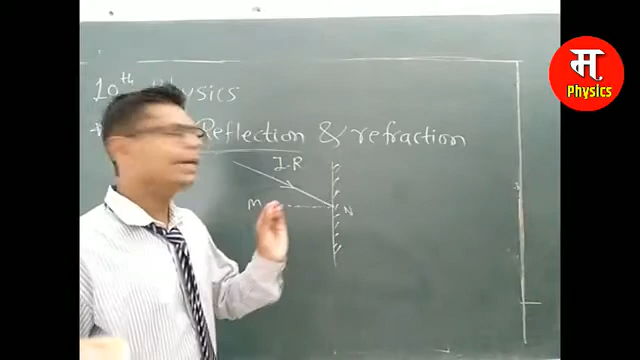 10th Physics
Reflection & refraction
I.R
M
N
म
Physics